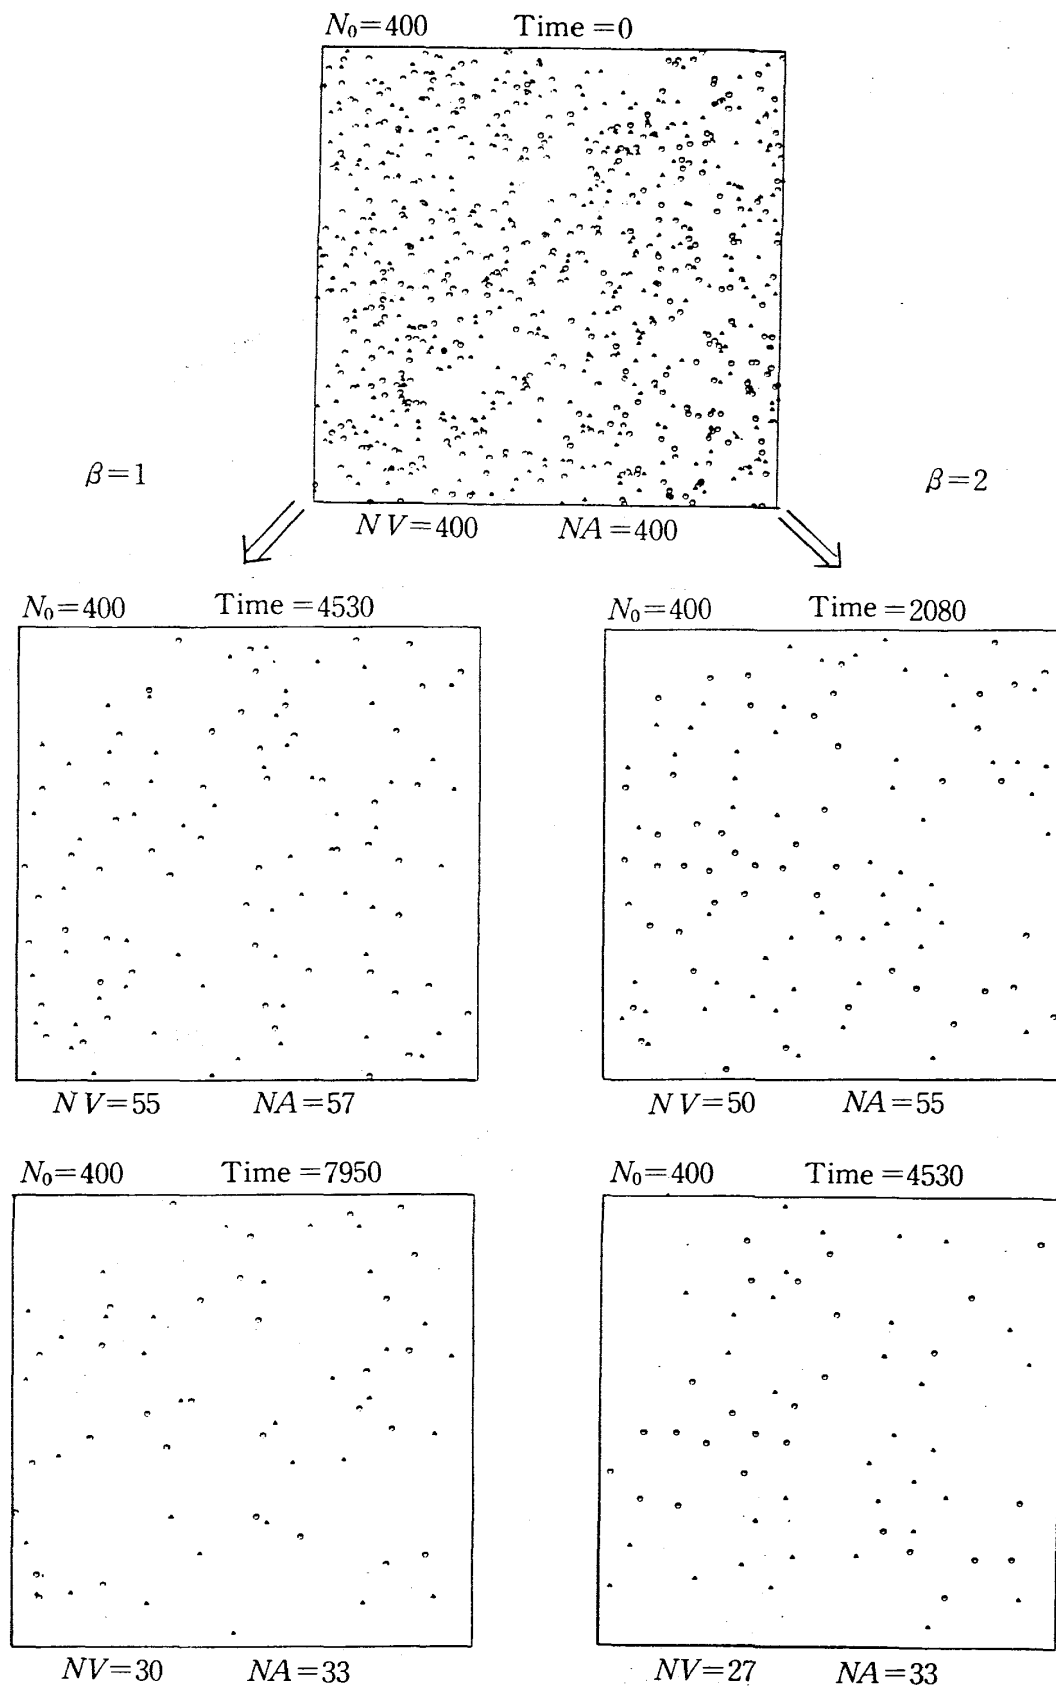 N₀=400 Time=0
NV=400 NA=400
β=1
β=2
N₀=400 Time=4530
NV=55 NA=57
N₀=400 Time=2080
NV=50 NA=55
N₀=400 Time=7950
NV=30 NA=33
N₀=400 Time=4530
NV=27 NA=33